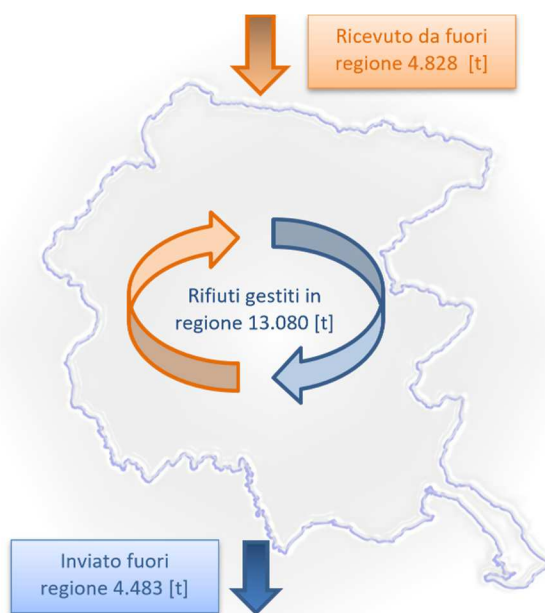 Ricevuto da fuori
regione 4.828 [t]
Rifiuti gestiti in
regione 13.080 [t]
Inviato fuori
regione 4.483 [t]